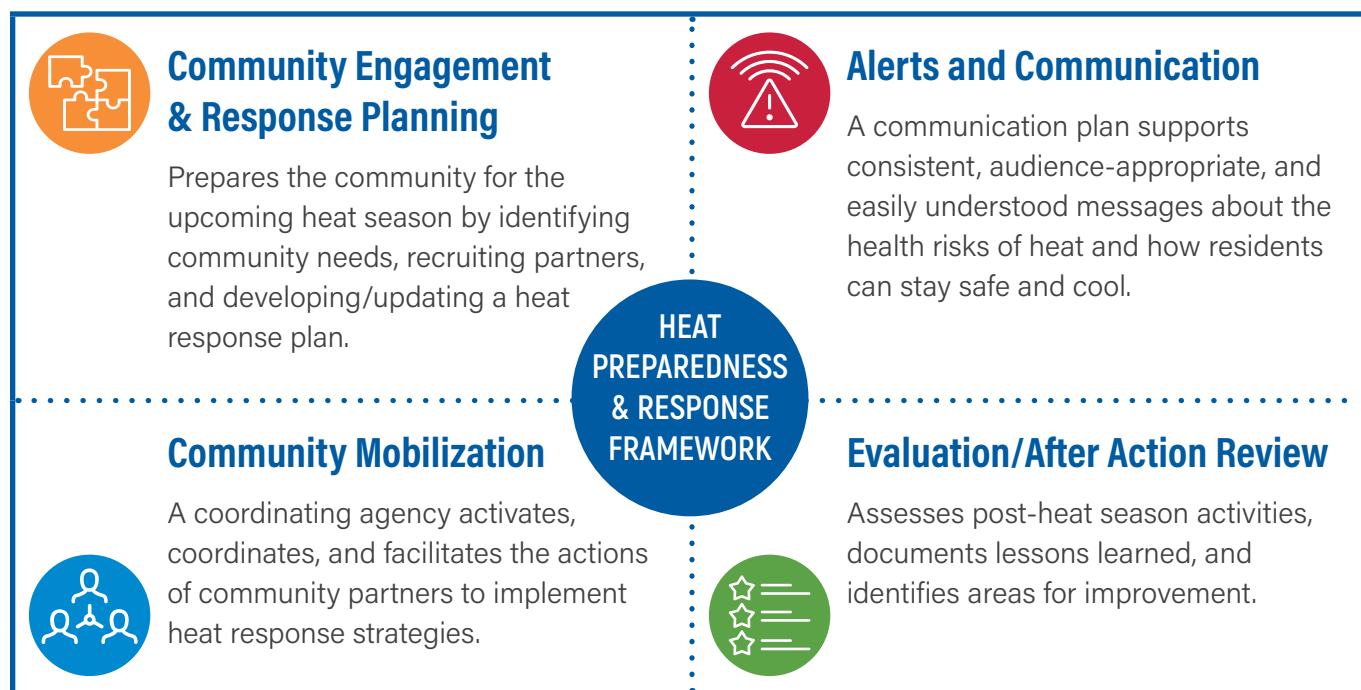 Community Engagement
& Response Planning
Prepares the community for the
upcoming heat season by identifying
community needs, recruiting partners,
and developing/updating a heat
response plan.
Alerts and Communication
A communication plan supports
consistent, audience-appropriate, and
easily understood messages about the
health risks of heat and how residents
can stay safe and cool.
HEAT
PREPAREDNESS
& RESPONSE
FRAMEWORK
Community Mobilization
A coordinating agency activates,
coordinates, and facilitates the actions
of community partners to implement
heat response strategies.
Evaluation/After Action Review
Assesses post-heat season activities,
documents lessons learned, and
identifies areas for improvement.